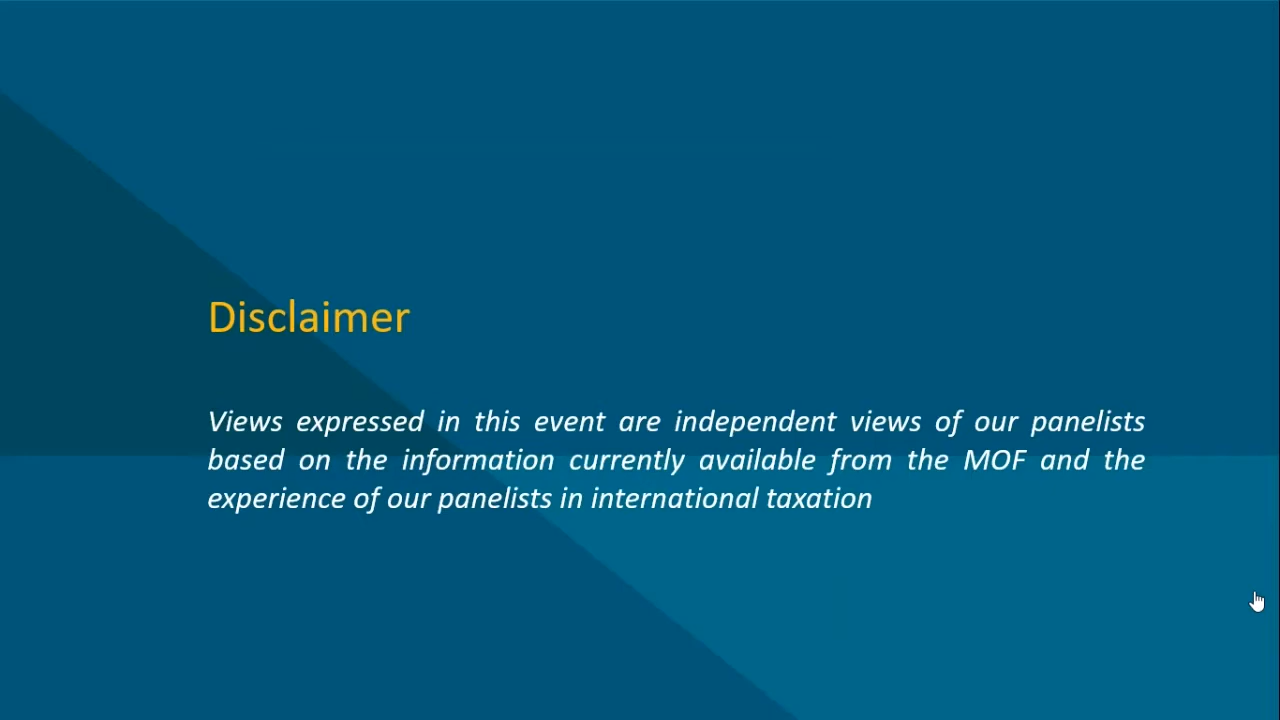 Disclaimer
Views expressed in this event are independent views of our panelists
based on the information currently available from the MOF and the
experience of our panelists in international taxation